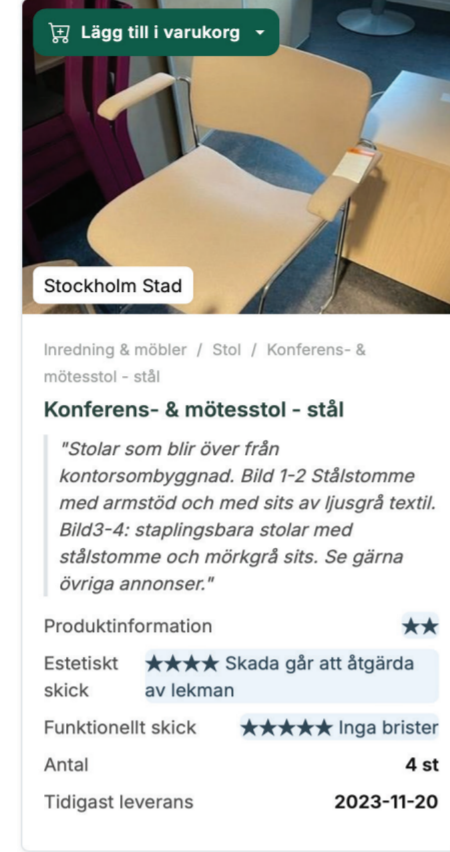 Lägg till i varukorg
Stockholm Stad
Inredning & möbler / Stol / Konferens- &
mötesstol - stål
Konferens- & mötesstol - stål
"Stolar som blir över från
kontorsombyggnad. Bild 1-2 Stålstomme
med armstöd och med sits av ljusgrå textil.
Bild3-4: staplingsbara stolar med
stålstomme och mörkgrå sits. Se gärna
övriga annonser."
Produktinformation ★★
Estetiskt ★★★★ Skada går att åtgärda
skick av lekman
Funktionellt skick ★★★★★ Inga brister
Antal 4 st
Tidigast leverans 2023-11-20